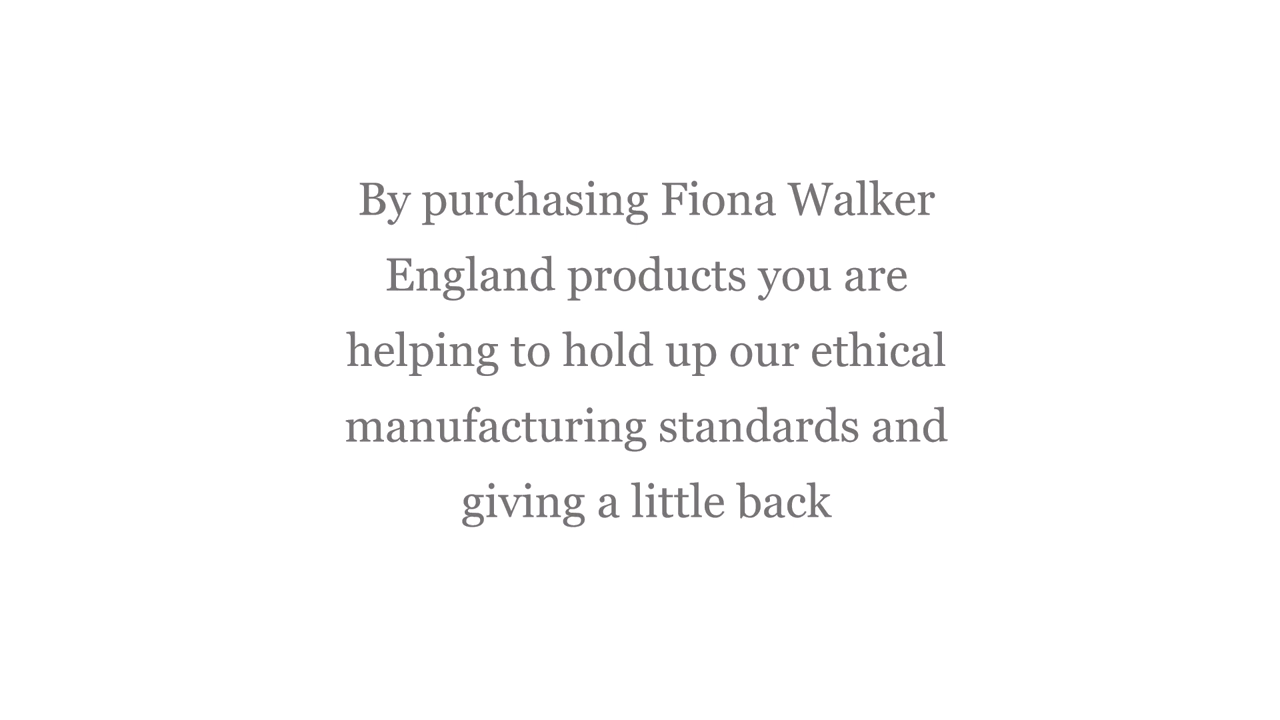 By purchasing Fiona Walker
England products you are
helping to hold up our ethical
manufacturing standards and
giving a little back